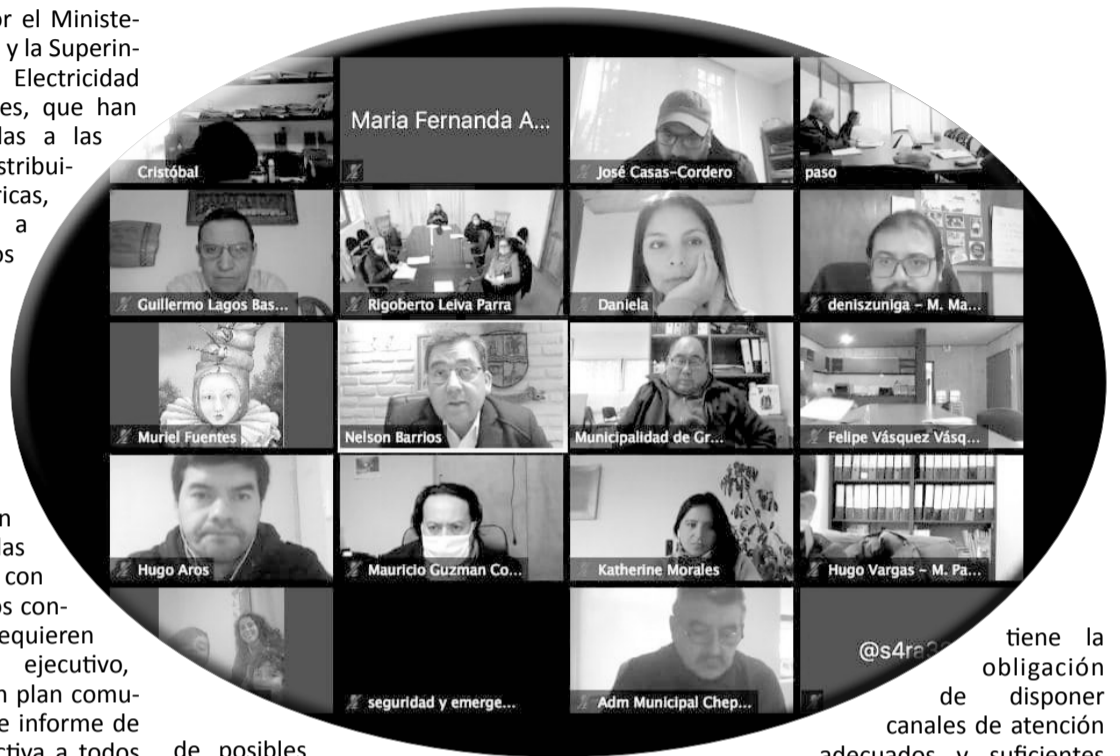 or el Ministe-
y la Superin-
Electricidad
es, que han
das a las
stribui-
ricas,
a
os
Cristóbal
Maria Fernanda A...
José Casas-Cordero
paso
Guillermo Lagos Bas...
Rigoberto Leiva Parra
Daniela
deniszuniga - M. Ma...
Muriel Fuentes
Nelson Barrios
Municipalidad de Gr...
Felipe Vásquez Vásq...
Hugo Aros
Mauricio Guzman Co...
Katherine Morales
Hugo Vargas - M. Pa...
seguridad y emerge...
Adm Municipal Chep...
@s4ra3
n
las
con
os con-
equieren
ejecutivo,
n plan comu-
e informe de
ctiva a todos
de posibles
tiene la
obligación
de disponer
canales de atención
adecuados y suficientes